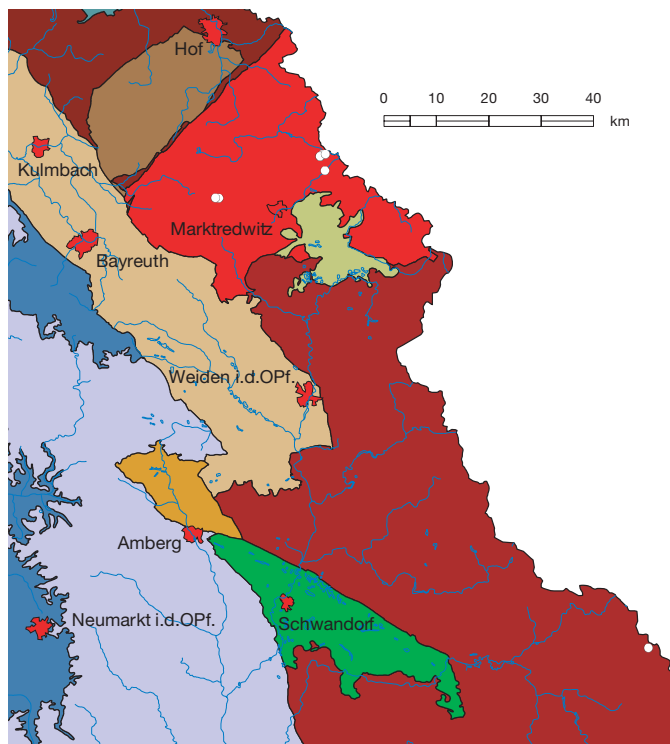 Hof
0 10 20 30 40
km
Kulmbach
Marktredwitz
Bayreuth
Weiden i.d.OPf.
Amberg
Neumarkt i.d.OPf.
Schwandorf